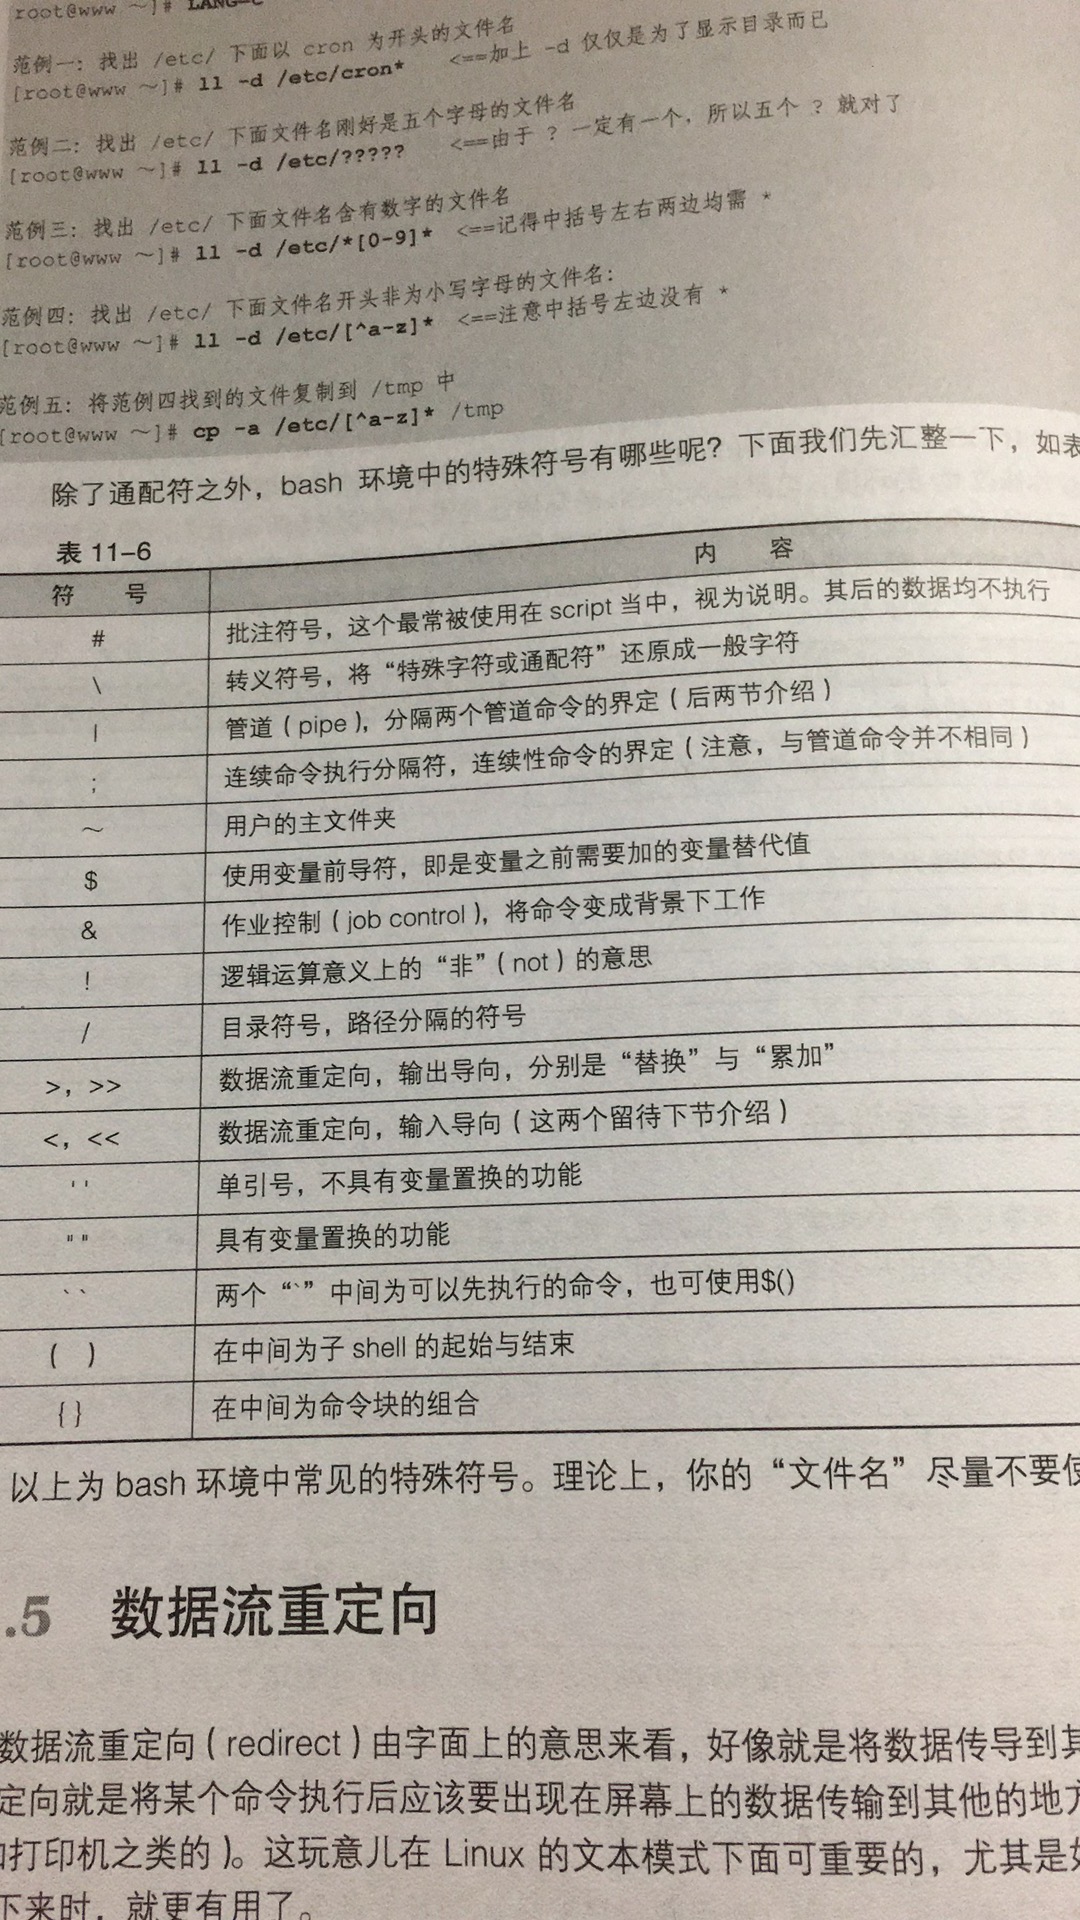 root@www ~]# LANG=C
范例一：找出 /etc/ 下面以 cron 为开头的文件名
[root@www ~]# ll -d /etc/cron* <==加上 -d 仅仅是为了显示目录而已
范例二：找出 /etc/ 下面文件名刚好是五个字母的文件名
[root@www ~]# ll -d /etc/????? <==由于 ? 一定有一个，所以五个 ? 就对了
范例三：找出 /etc/ 下面文件名含有数字的文件名
[root@www ~]# ll -d /etc/*[0-9]* <==记得中括号左右两边均需 *
范例四：找出 /etc/ 下面文件名开头非为小写字母的文件名：
[root@www ~]# ll -d /etc/[^a-z]* <==注意中括号左边没有 *
范例五：将范例四找到的文件复制到 /tmp 中
[root@www ~]# cp -a /etc/[^a-z]* /tmp
除了通配符之外，bash 环境中的特殊符号有哪些呢？下面我们先汇整一下，如表
表 11-6
符 号 内 容
# 批注符号，这个最常被使用在 script 当中，视为说明。其后的数据均不执行
\ 转义符号，将“特殊字符或通配符”还原成一般字符
| 管道（pipe），分隔两个管道命令的界定（后两节介绍）
; 连续命令执行分隔符，连续性命令的界定（注意，与管道命令并不相同）
~ 用户的主文件夹
$ 使用变量前导符，即是变量之前需要加的变量替代值
& 作业控制（job control），将命令变成背景下工作
! 逻辑运算意义上的“非”（not）的意思
/ 目录符号，路径分隔的符号
>，>> 数据流重定向，输出导向，分别是“替换”与“累加”
<，<< 数据流重定向，输入导向（这两个留待下节介绍）
' ' 单引号，不具有变量置换的功能
" " 具有变量置换的功能
` ` 两个“`”中间为可以先执行的命令，也可使用$()
( ) 在中间为子 shell 的起始与结束
{ } 在中间为命令块的组合
以上为 bash 环境中常见的特殊符号。理论上，你的“文件名”尽量不要使
.5 数据流重定向
数据流重定向（redirect）由字面上的意思来看，好像就是将数据传导到其
定向就是将某个命令执行后应该要出现在屏幕上的数据传输到其他的地方
打印机之类的）。这玩意儿在 Linux 的文本模式下面可重要的，尤其是
下来时，就更有用了。